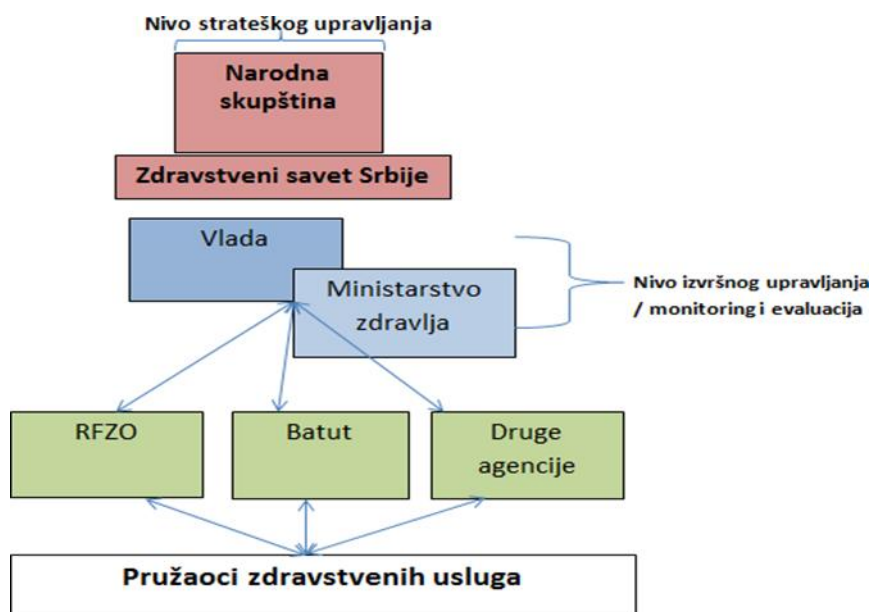 Nivo strateškog upravljanja
Narodna
skupština
Zdravstveni savet Srbije
Vlada
Ministarstvo
zdravlja
Nivo izvršnog upravljanja
/ monitoring i evaluacija
RFZO
Batut
Druge
agencije
Pružaoci zdravstvenih usluga